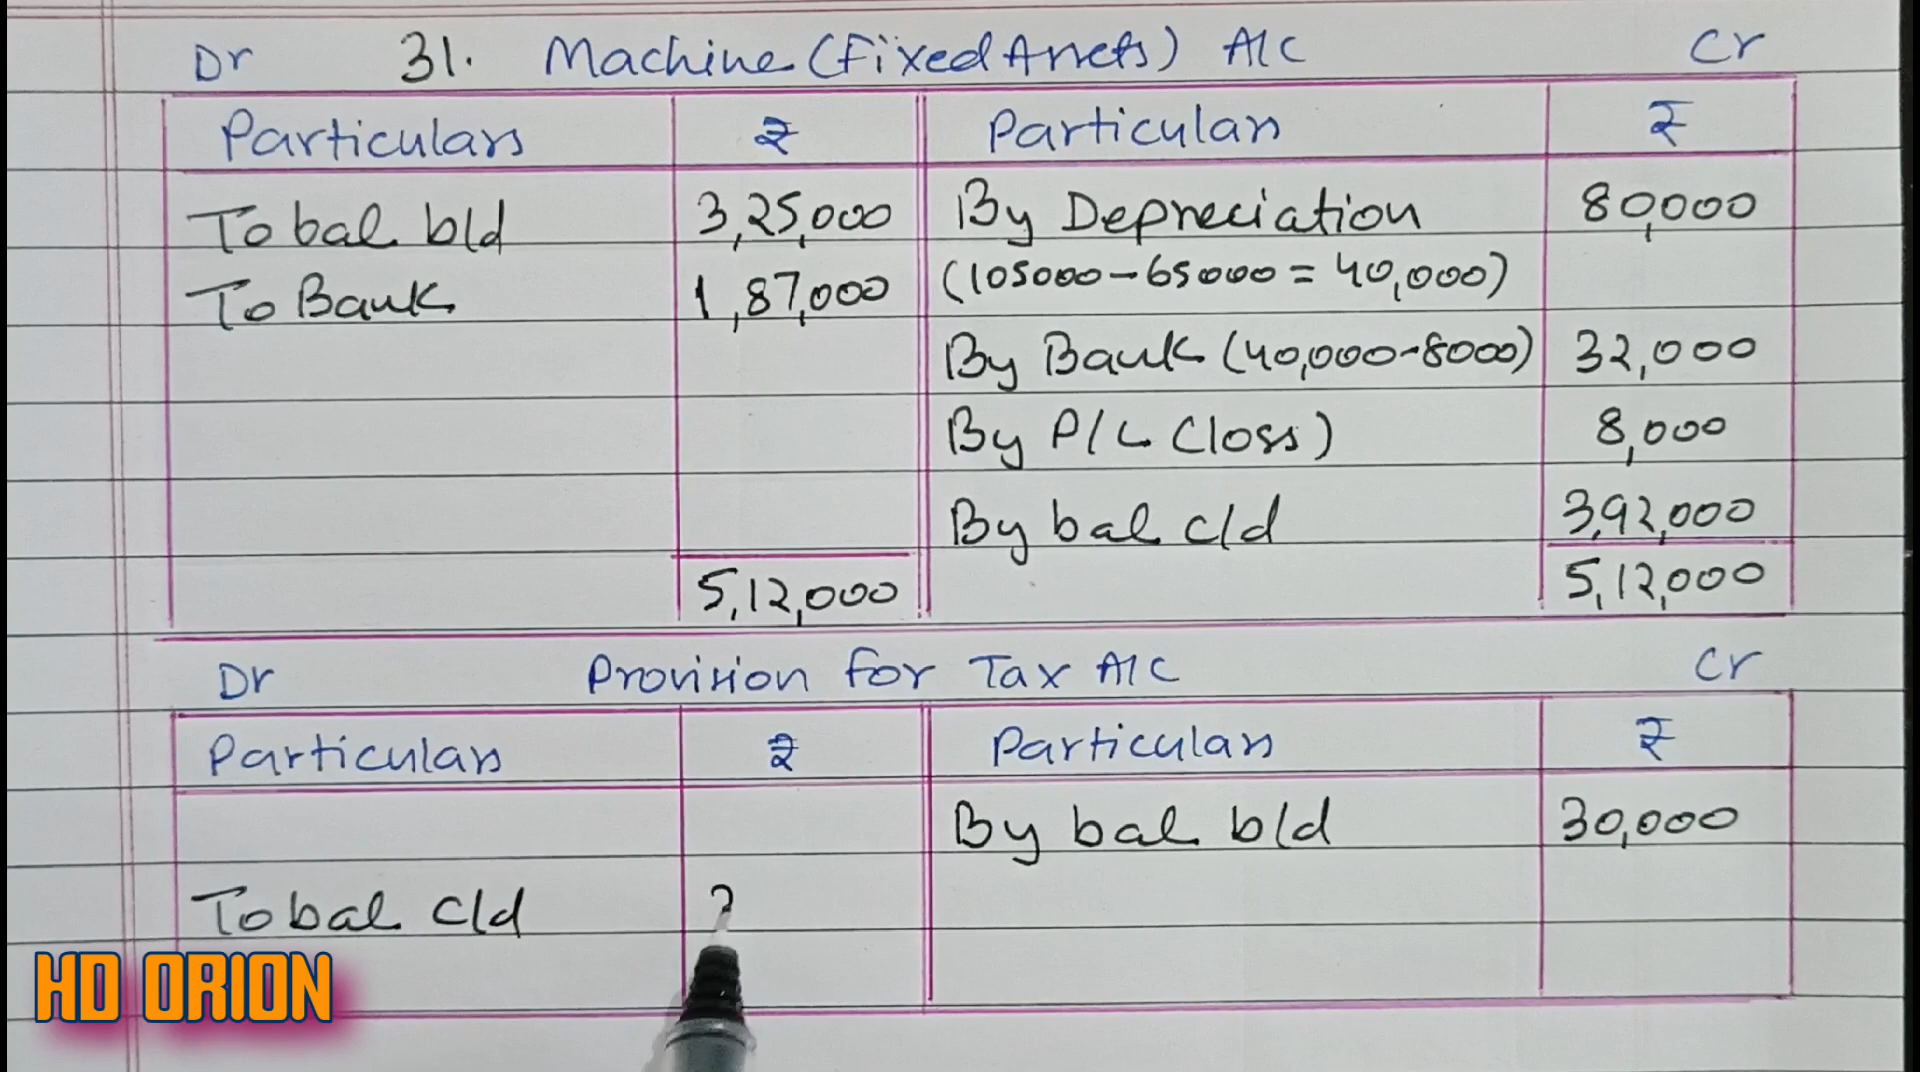 Dr 31. Machine (Fixed Assets) A/C Cr
Particulars ₹ Particulars ₹
To bal b/d 3,25,000 By Depreciation 80,000
To Bank 1,87,000 (105000-65000=40,000)
By Bank (40,000-8000) 32,000
By P/L (loss) 8,000
By bal c/d 3,92,000
5,12,000 5,12,000
Dr Provision for Tax A/C Cr
Particulars ₹ Particulars ₹
By bal b/d 30,000
To bal c/d
HD ORION